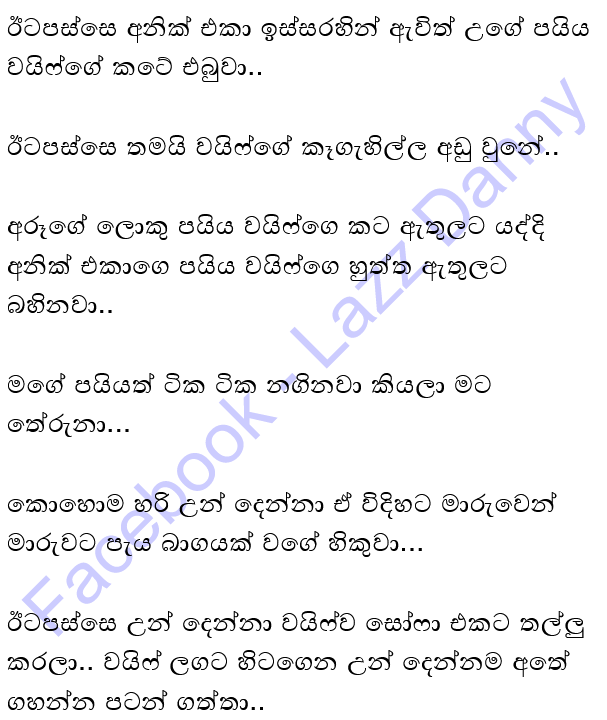 ඊටපස්සෙ අනික් එකා ඉස්සරහින් ඇවිත් උගේ පයිය
වයිෆ්ගේ කටේ එබුවා..
ඊටපස්සෙ තමයි වයිෆ්ගේ කෑගැහිල්ල අඩු වුනේ..
අරූගේ ලොකු පයිය වයිෆ්ගෙ කට ඇතුලට යද්දි
අනික් එකාගෙ පයිය වයිෆ්ගෙ හුත්ත ඇතුලට
බහිනවා..
මගේ පයියත් ටික ටික නගිනවා කියලා මට
තේරුනා...
කොහොම හරි උන් දෙන්නා ඒ විදිහට මාරුවෙන්
මාරුවට පැය බාගයක් වගේ හිකුවා...
ඊටපස්සෙ උන් දෙන්නා වයිෆ්ව සෝෆා එකට තල්ලු
කරලා.. වයිෆ් ලගට හිටගෙන උන් දෙන්නම අතේ
ගහන්න පටන් ගත්තා..
Facebook - Lazz Danny